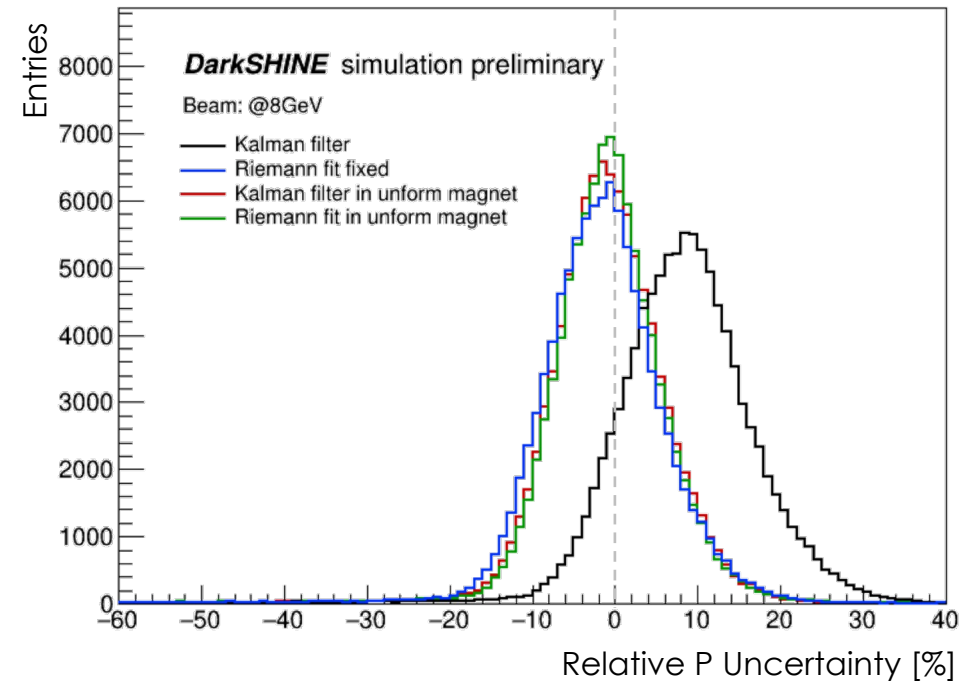 Entries
8000
7000
6000
5000
4000
3000
2000
1000
0
DarkSHINE simulation preliminary
Beam: @8GeV
Kalman filter
Riemann fit fixed
Kalman filter in unform magnet
Riemann fit in unform magnet
−60 −50 −40 −30 −20 −10 0 10 20 30 40
Relative P Uncertainty [%]